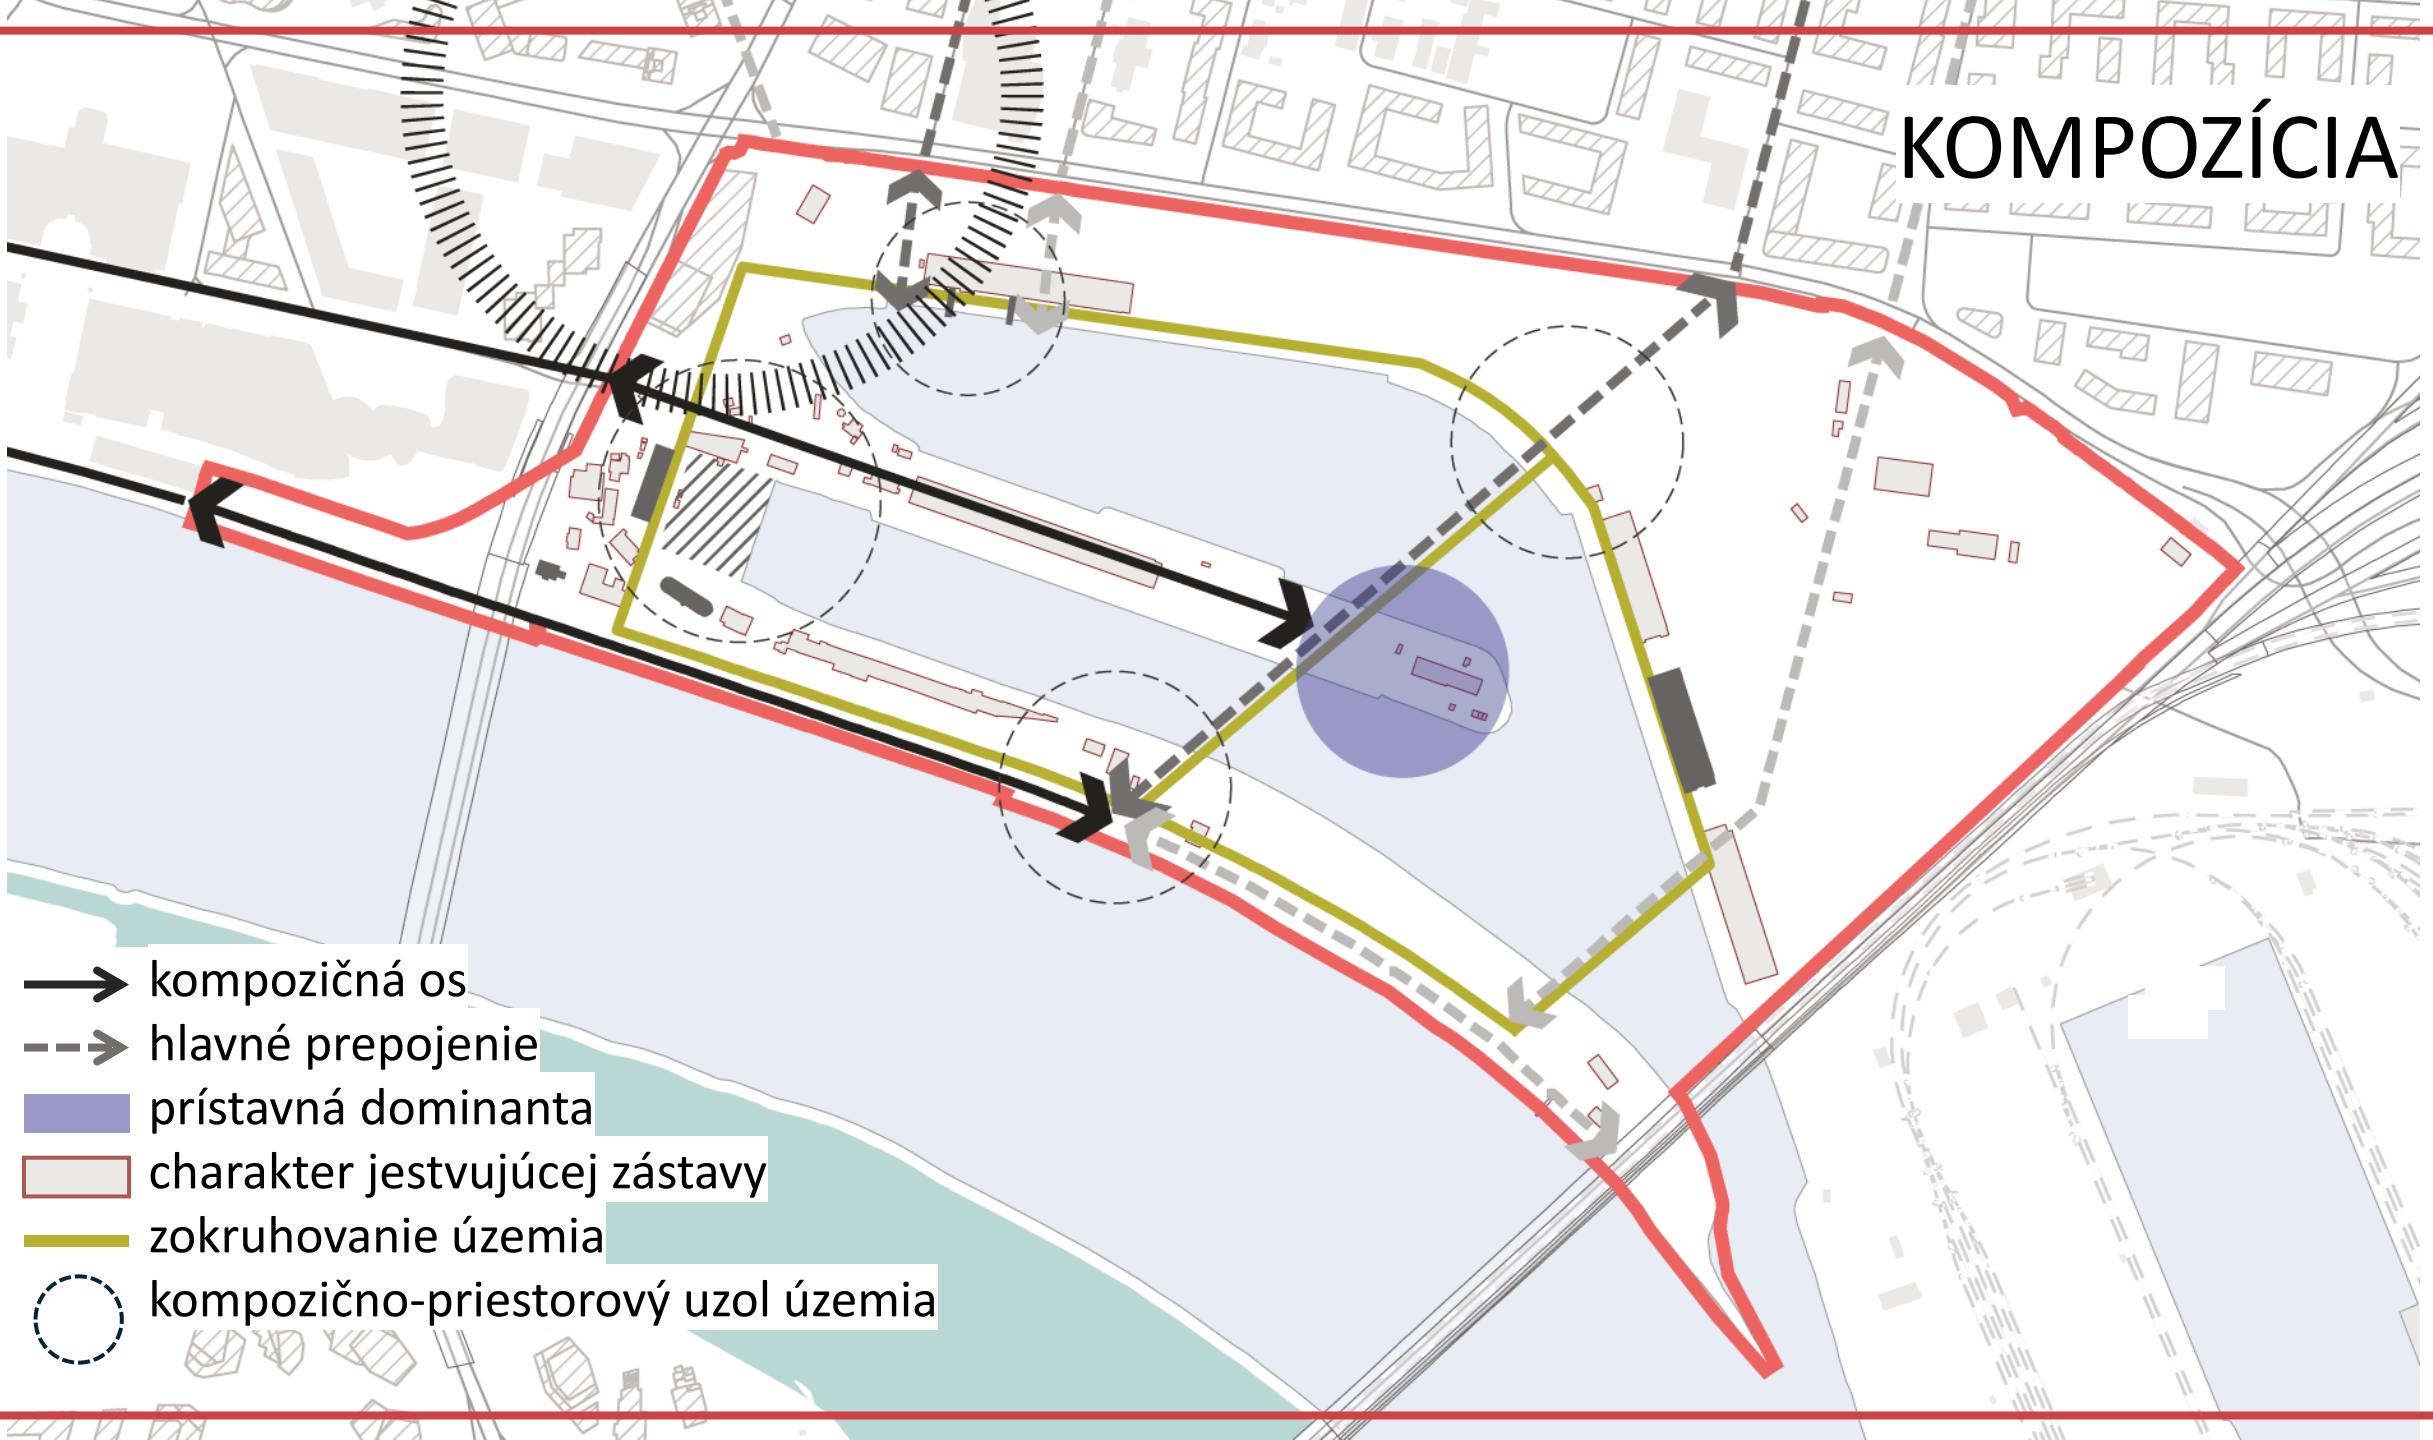 KOMPOZÍCIA
kompozičná os
hlavné prepojenie
prístavná dominanta
charakter jestvujúcej zástavy
zokruhovanie územia
kompozično-priestorový uzol územia